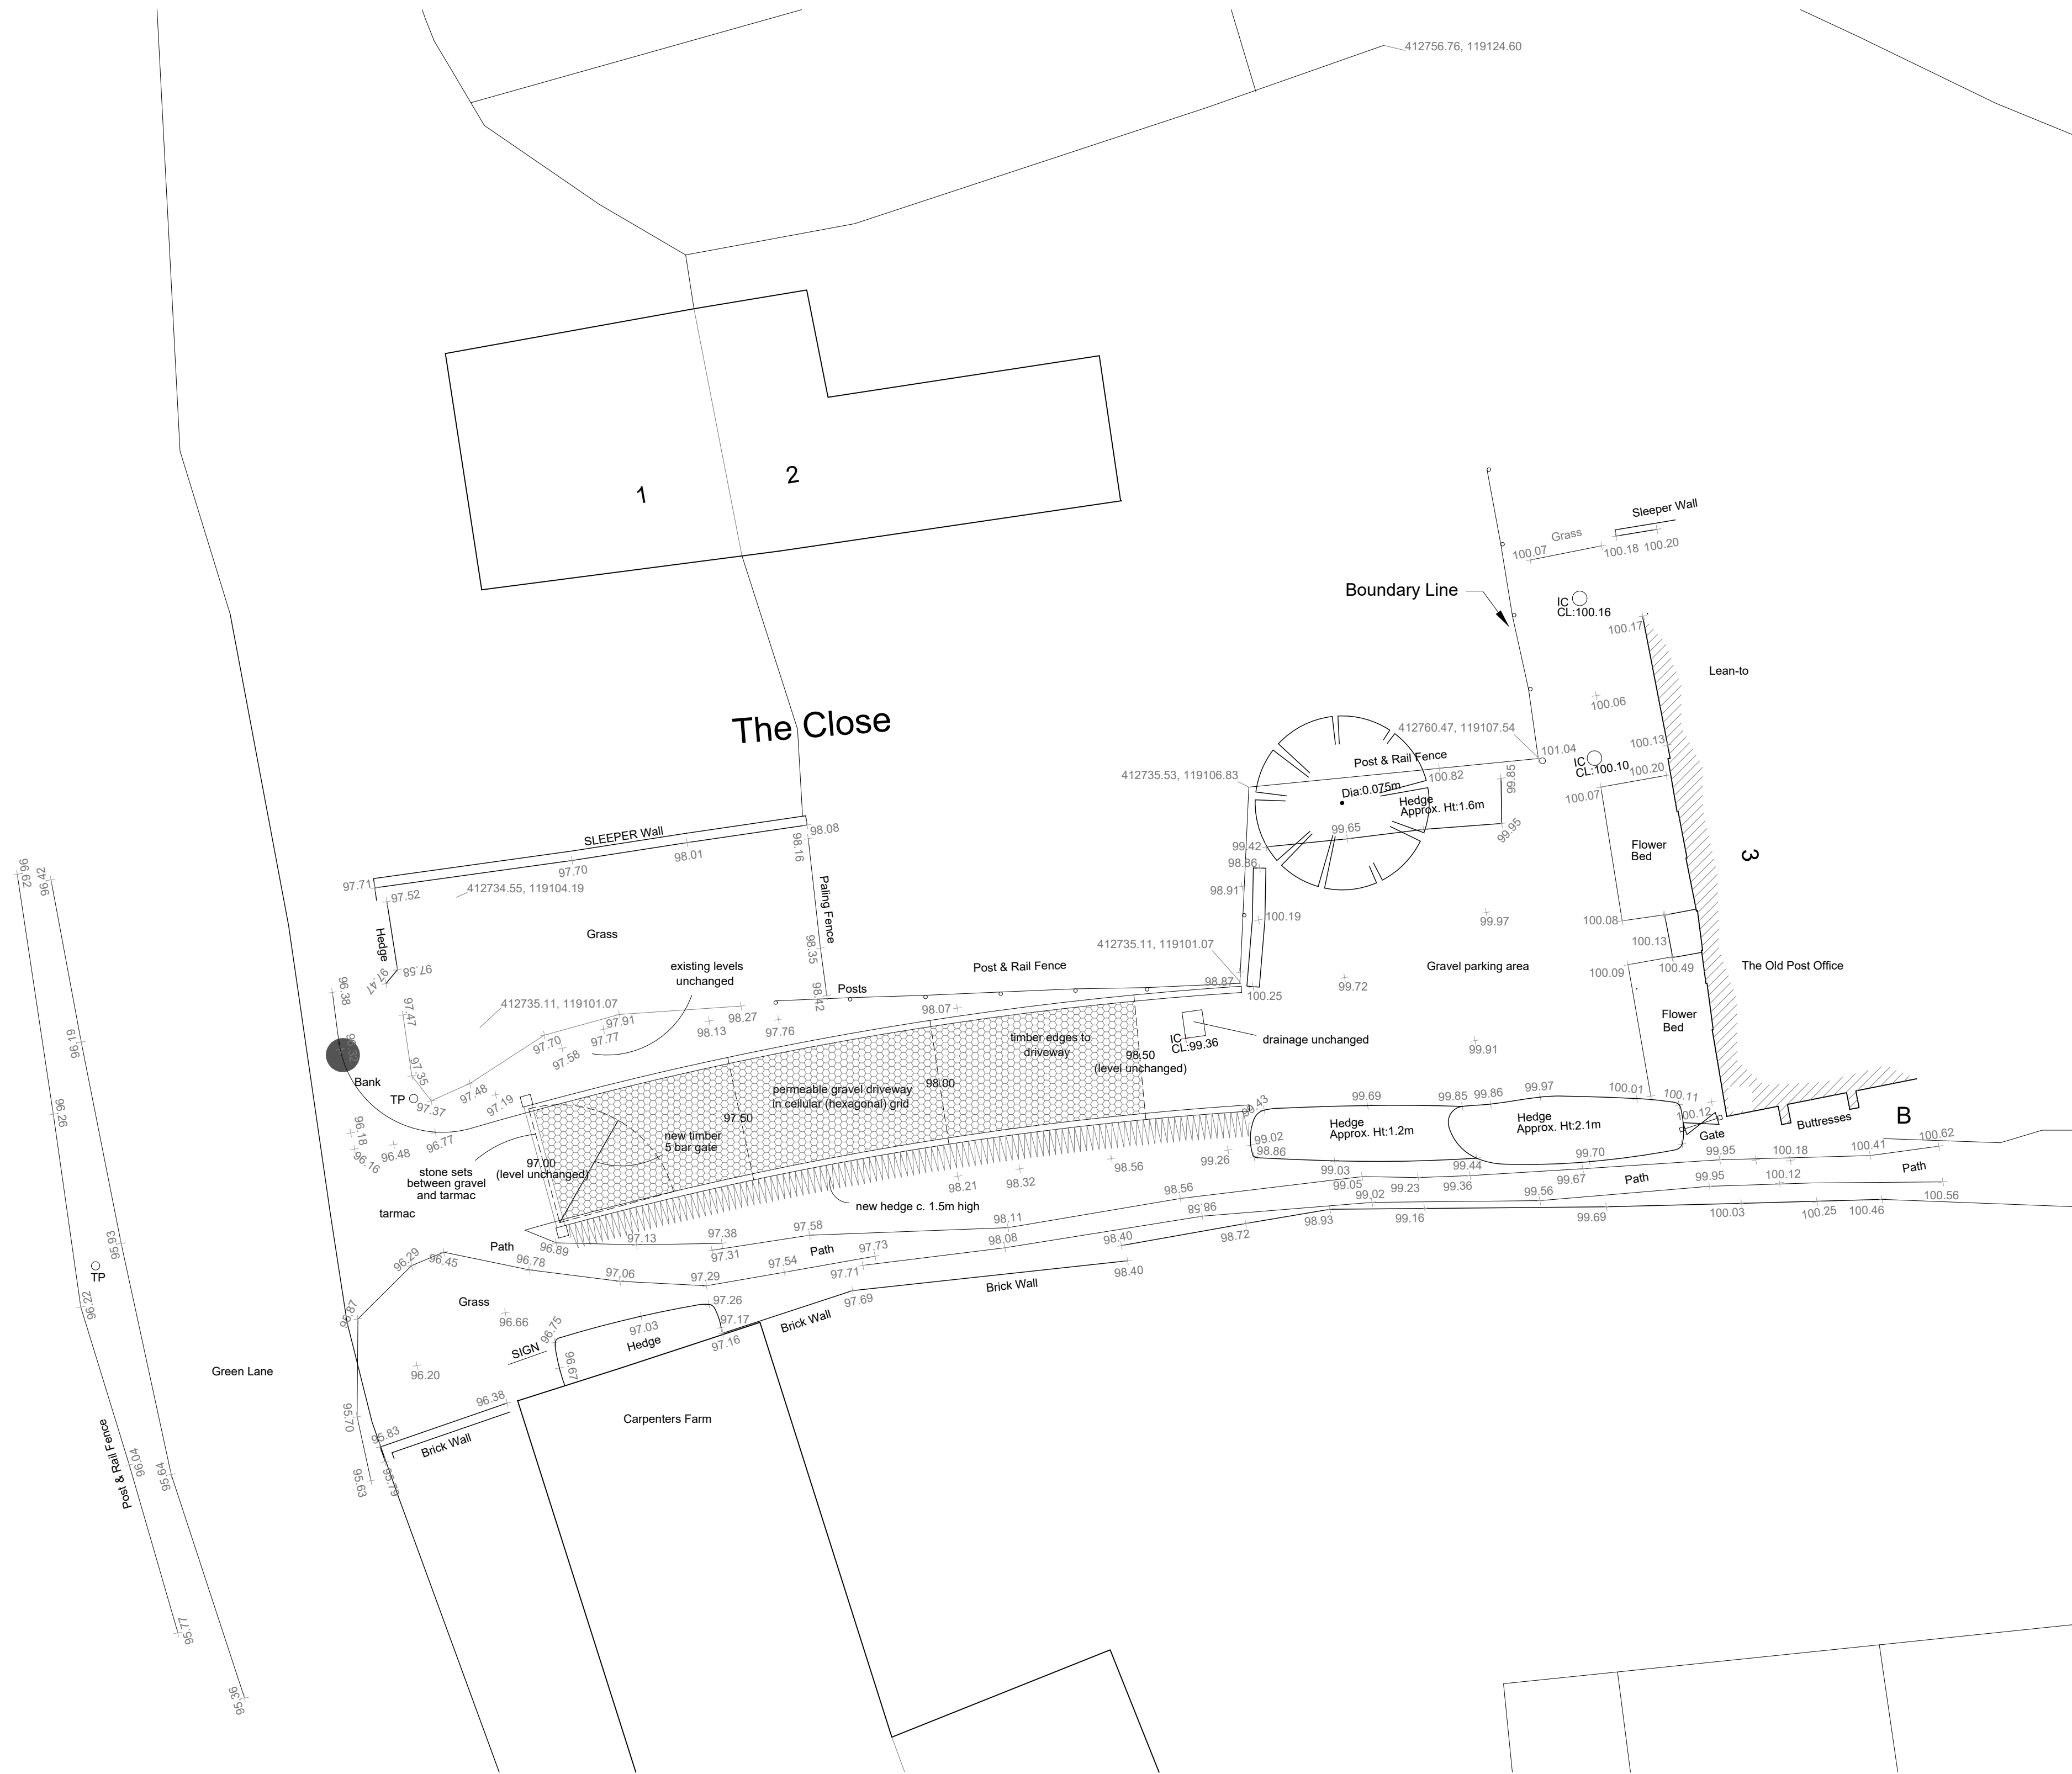 412756.76, 119124.60
1
2
Sleeper Wall
Grass
100.07
100.18
100.20
Boundary Line
IC
CL:100.16
100.17
Lean-to
100.06
The Close
412760.47, 119107.54
101.04
100.13
Post & Rail Fence
IC
CL:100.10
100.20
412735.53, 119106.83
100.82
99.85
Dia:0.075m
Hedge
Approx. Ht:1.6m
100.07
99.95
99.65
99.42
98.86
98.91
100.19
99.97
Flower
Bed
3
100.08
100.13
100.49
100.09
The Old Post Office
SLEEPER Wall
98.08
98.16
98.01
97.70
97.71
97.52
412734.55, 119104.19
Paling Fence
Grass
Hedge
97.58
97.47
98.35
98.42
412735.11, 119101.07
Post & Rail Fence
98.87
100.25
Gravel parking area
99.72
existing levels
unchanged
Posts
412735.11, 119101.07
96.38
97.47
97.91
97.77
97.70
97.58
98.13
98.27
97.76
98.07
timber edges to
driveway
98.50
(level unchanged)
IC
CL:99.36
drainage unchanged
99.91
Flower
Bed
Bank
TP
97.35
97.37
97.48
97.19
permeable gravel driveway
in cellular (hexagonal) grid
98.00
97.50
new timber
5 bar gate
97.00
(level unchanged)
stone sets
between gravel
and tarmac
tarmac
96.18
96.16
96.48
96.77
99.43
99.69
99.85
99.86
99.97
100.01
100.11
100.12
Hedge
Approx. Ht:1.2m
Hedge
Approx. Ht:2.1m
Gate
Buttresses
B
99.02
98.86
99.26
99.03
99.44
99.70
99.95
100.18
100.41
100.62
98.56
98.32
98.21
new hedge c. 1.5m high
98.56
99.05
99.02
99.23
99.36
99.67
99.56
Path
99.95
100.12
Path
100.56
98.93
99.16
99.69
100.03
100.25
100.46
98.72
98.40
98.11
98.08
97.58
97.38
97.31
97.13
96.89
Path
Path
97.73
97.71
97.54
97.29
97.06
96.78
96.45
96.29
98.40
Brick Wall
97.69
Brick Wall
97.26
97.17
97.16
97.03
Hedge
Grass
96.66
96.75
SIGN
96.97
96.20
96.38
Brick Wall
95.83
95.79
95.70
95.63
Carpenters Farm
Green Lane
96.92
96.42
96.19
96.26
95.93
TP
96.22
Post & Rail Fence
96.04
95.64
95.77
95.36